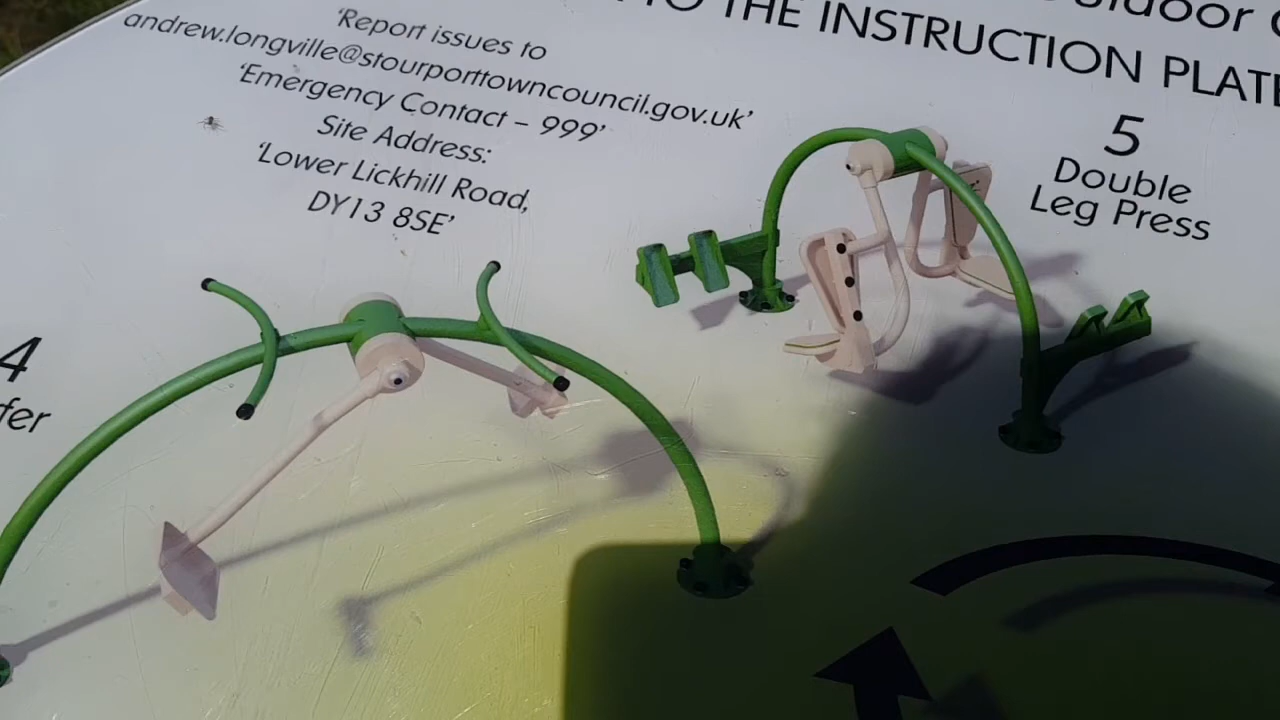 'Report issues to
andrew.longville@stourporttowncouncil.gov.uk'
'Emergency Contact – 999'
Site Address:
'Lower Lickhill Road,
DY13 8SE'
TO THE INSTRUCTION PLATE
5
Double
Leg Press
4